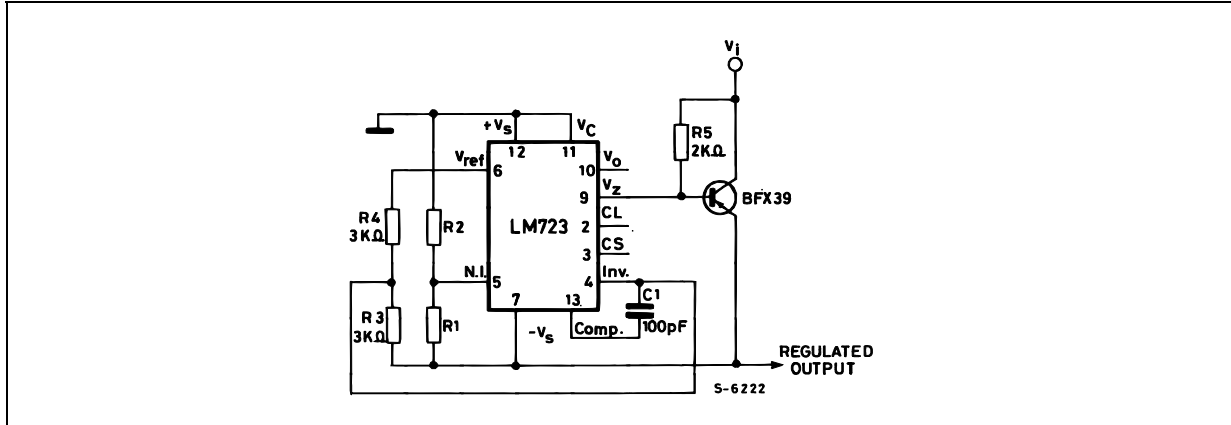 Vi
+Vs
VC
12
11
R5
2KΩ
Vref
6
Vo
10
Vz
9
BFX39
R4
3KΩ
R2
LM723
CL
2
CS
3
N.I.
5
Inv.
4
7
13
C1
100pF
R3
3KΩ
R1
-Vs
Comp.
REGULATED
OUTPUT
S-6222